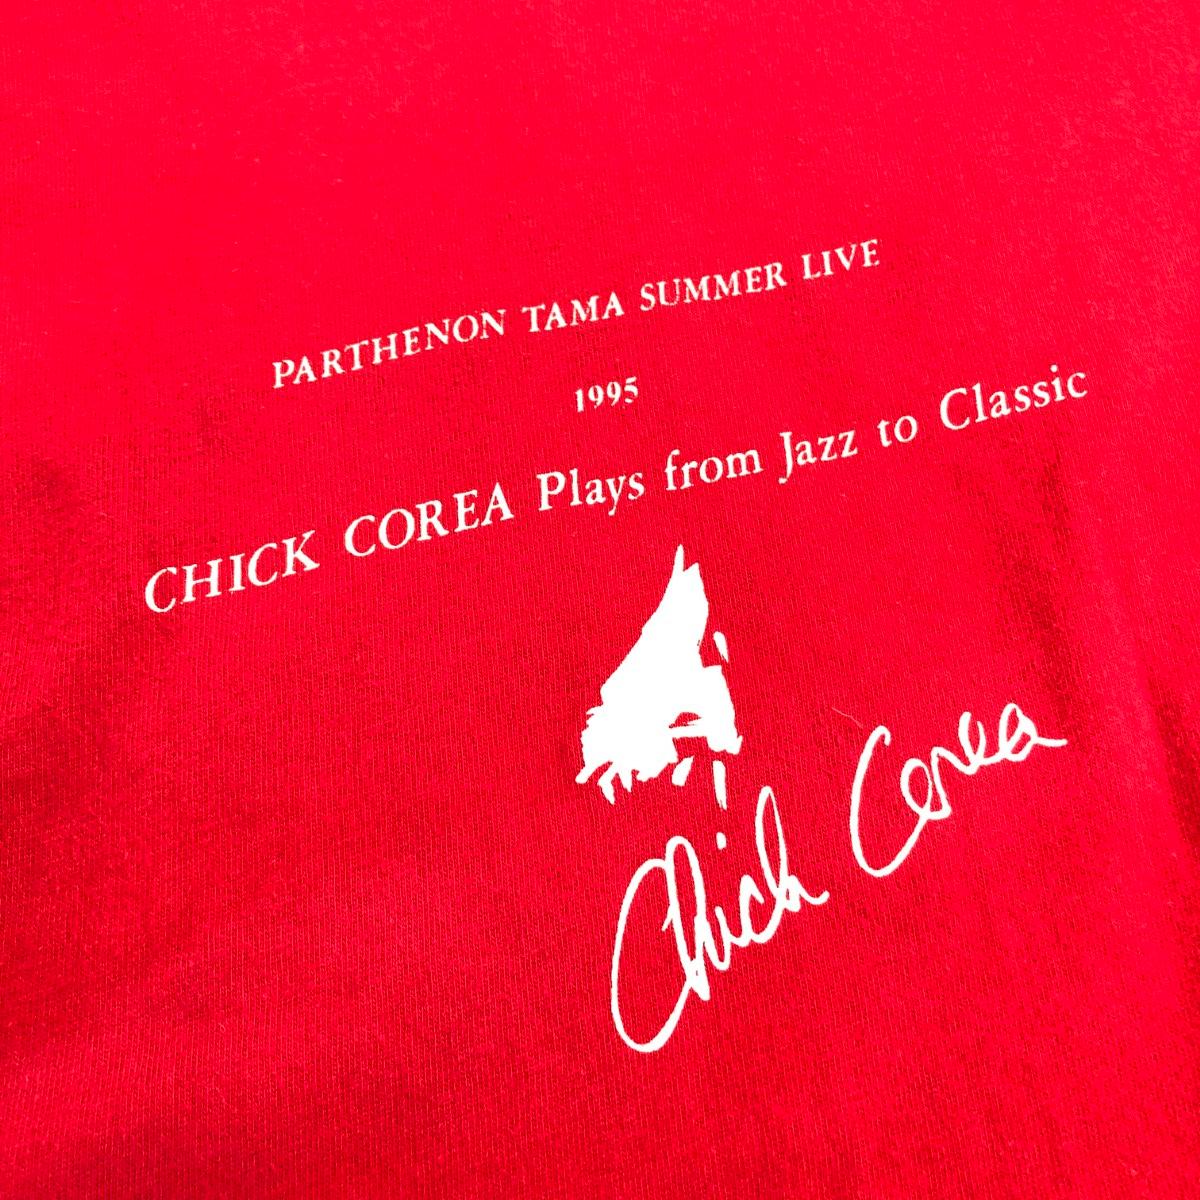 PARTHENON TAMA SUMMER LIVE
1995
CHICK COREA Plays from Jazz to Classic
Chick Corea